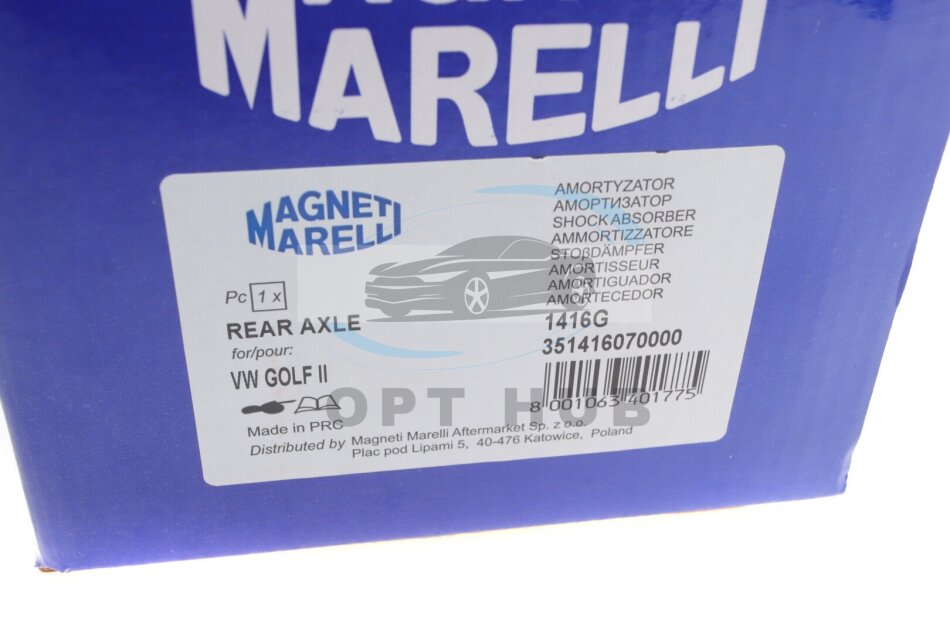 MARELLI
MAGNETI
MARELLI
Pc 1 x
REAR AXLE
for/pour:
VW GOLF II
Made in PRC
Distributed by Magneti Marelli Aftermarket Sp. z o.o.
Plac pod Lipami 5, 40-476 Katowice, Poland
AMORTYZATOR
АМОРТИЗАТОР
SHOCK ABSORBER
AMMORTIZZATORE
STOßDÄMPFER
AMORTISSEUR
AMORTIGUADOR
AMORTECEDOR
1416G
351416070000
8 001063 401775
OPT HUB